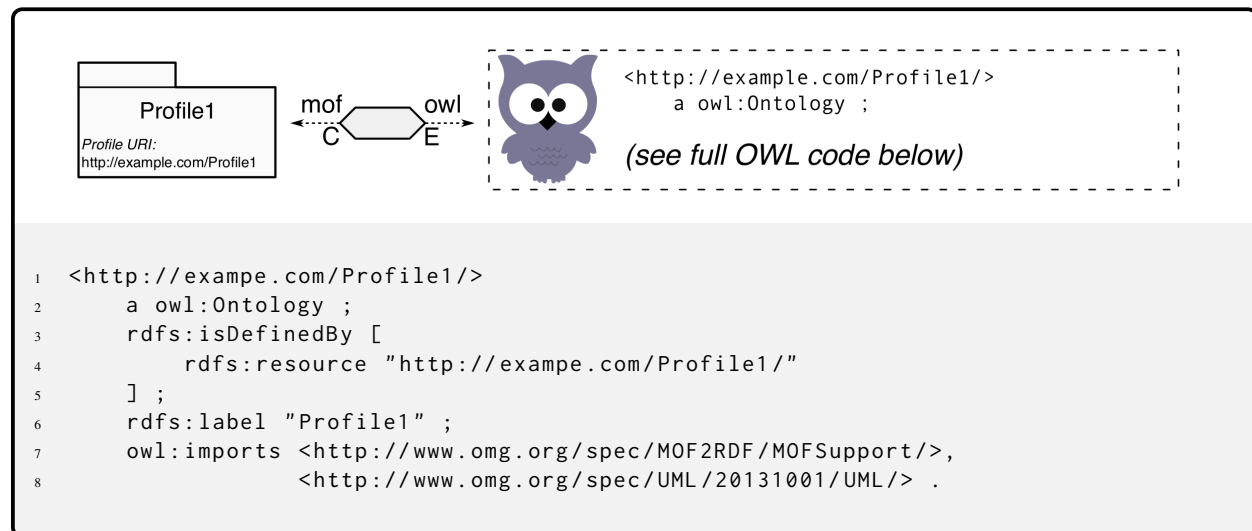 Profile1
Profile URI:
http://example.com/Profile1
mof
owl
C
E
<http://example.com/Profile1/>
    a owl:Ontology ;
(see full OWL code below)
1 <http://exampe.com/Profile1/>
2     a owl:Ontology ;
3     rdfs:isDefinedBy [
4         rdfs:resource "http://exampe.com/Profile1/"
5     ] ;
6     rdfs:label "Profile1" ;
7     owl:imports <http://www.omg.org/spec/MOF2RDF/MOFSupport/>,
8                 <http://www.omg.org/spec/UML/20131001/UML/> .